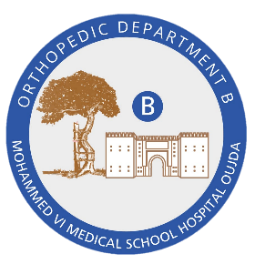 ORTHOPEDIC DEPARTMENT B
B
MOHAMMED VI MEDICAL SCHOOL HOSPITAL OUJDA